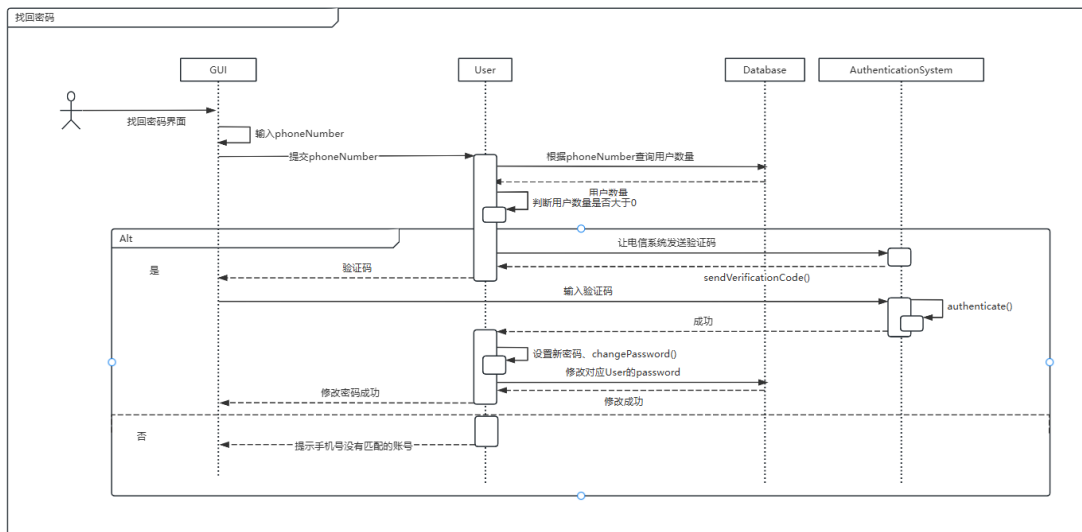 找回密码
GUI
User
Database
AuthenticationSystem
找回密码界面
输入phoneNumber
提交phoneNumber
根据phoneNumber查询用户数量
用户数量
判断用户数量是否大于0
Alt
让电信系统发送验证码
是
验证码
sendVerificationCode()
输入验证码
authenticate()
成功
设置新密码、changePassword()
修改对应User的password
修改密码成功
修改成功
否
提示手机号没有匹配的账号